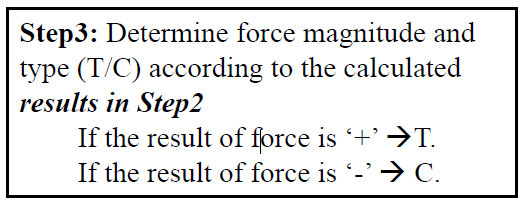 Step3: Determine force magnitude and
type (T/C) according to the calculated
results in Step2
If the result of force is ‘+’ →T.
If the result of force is ‘-’ → C.